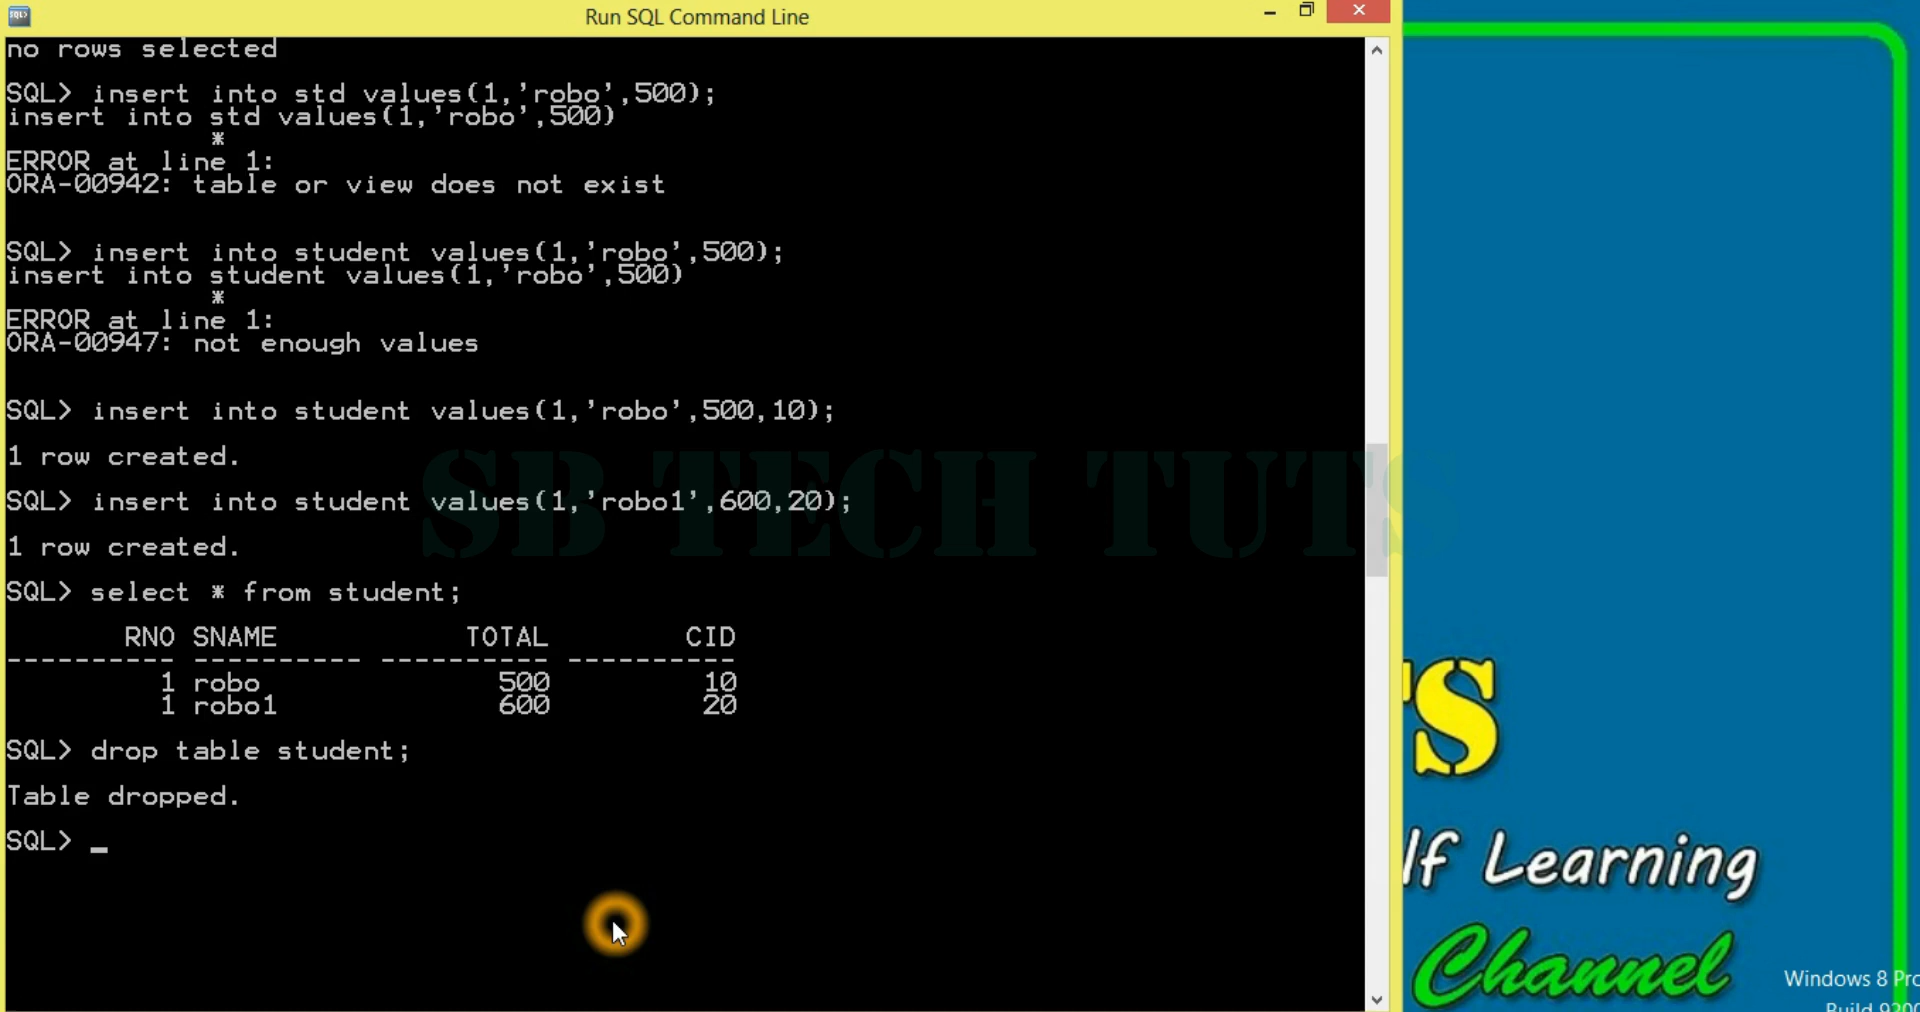 Run SQL Command Line
no rows selected
SQL> insert into std values(1,'robo',500);
insert into std values(1,'robo',500)
*
ERROR at line 1:
ORA-00942: table or view does not exist
SQL> insert into student values(1,'robo',500);
insert into student values(1,'robo',500)
*
ERROR at line 1:
ORA-00947: not enough values
SQL> insert into student values(1,'robo',500,10);
1 row created.
SQL> insert into student values(1,'robo1',600,20);
1 row created.
SB TECH TUTS
SQL> select * from student;
RNO SNAME TOTAL CID
---------- ---------- ---------- ----------
1 robo 500 10
1 robo1 600 20
SQL> drop table student;
Table dropped.
SQL> _
TS
lf Learning
Channel
Windows 8 Pro
Build 9200